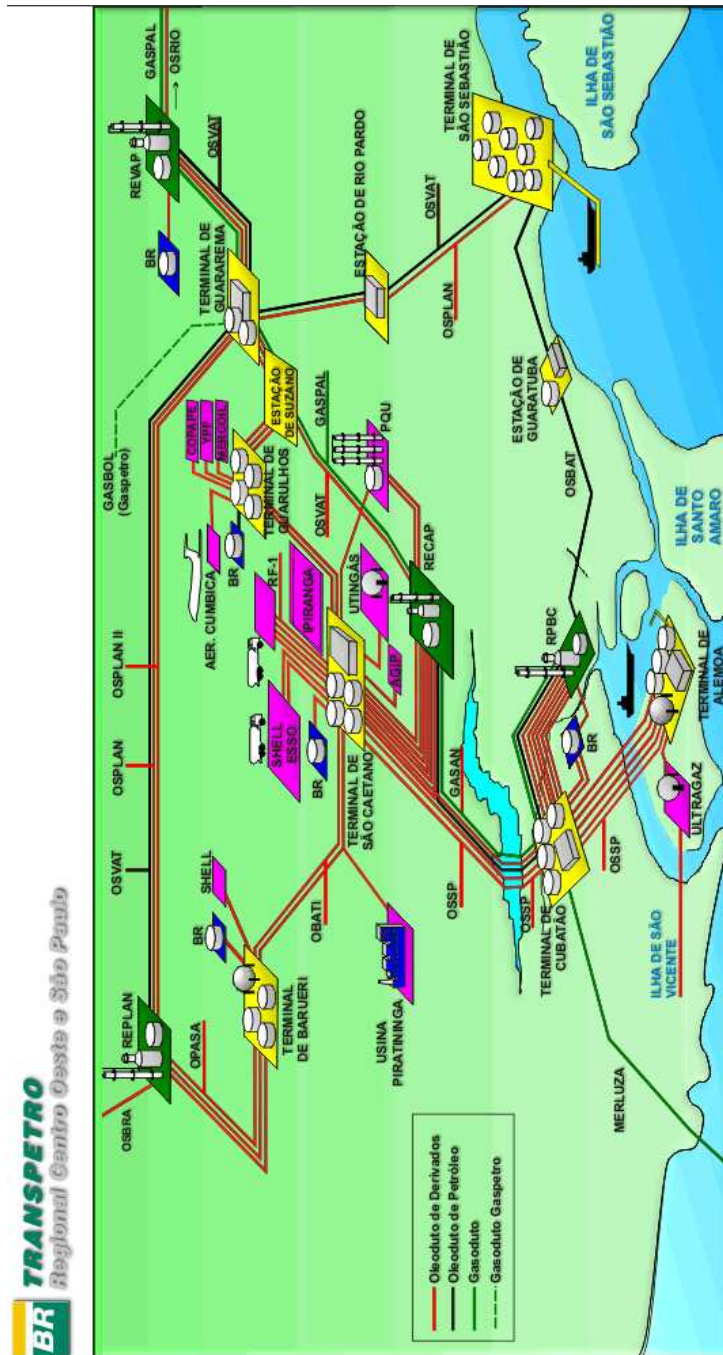 BR
TRANSPETRO
Regional Centro Oeste e São Paulo
OSBRA
REPLAN
OPASA
OSVAT
OSPLAN
OSPLAN II
GASBOL
(Gaspetro)
BR
REVAP
GASPAL
OSRIO
OSVAT
TERMINAL DE
GUARAREMA
BR
SHELL
TERMINAL
DE BARUERI
OBATI
USINA
PIRATININGA
SHELL
ESSO
BR
TERMINAL DE
SÃO CAETANO
RF-1
IPIRANGA
AER. CUMBICA
BR
COPAPE
YPF
TERMINAL DE
GUARULHOS
ESTAÇÃO
DE SUZANO
GASPAL
OSVAT
PQU
UTINGÁS
AGIP
RECAP
ESTAÇÃO DE RIO PARDO
OSVAT
OSPLAN
TERMINAL DE
SÃO SEBASTIÃO
ILHA DE
SÃO SEBASTIÃO
Oleoduto de Derivados
Oleoduto de Petróleo
Gasoduto
Gasoduto Gaspetro
GASAN
OSSP
OSSP
OSSP
TERMINAL DE
CUBATÃO
RPBC
BR
OSBAT
ESTAÇÃO DE
GUARATUBA
MERLUZA
ILHA DE SÃO
VICENTE
ULTRAGAZ
TERMINAL DE
ALEMOA
ILHA DE
SANTO
AMARO